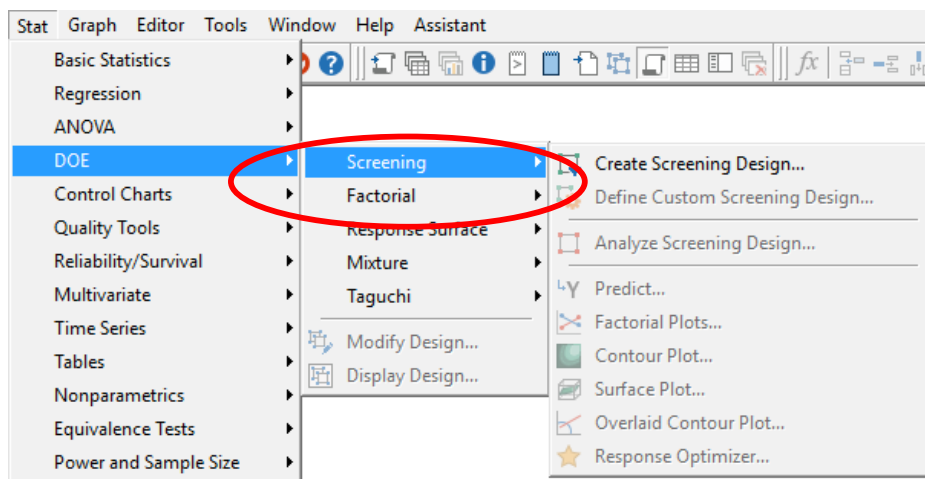 Stat Graph Editor Tools Window Help Assistant
Basic Statistics
Regression
ANOVA
DOE
Control Charts
Quality Tools
Reliability/Survival
Multivariate
Time Series
Tables
Nonparametrics
Equivalence Tests
Power and Sample Size
fx
Screening
Factorial
Response Surface
Mixture
Taguchi
Modify Design...
Display Design...
Create Screening Design...
Define Custom Screening Design...
Analyze Screening Design...
Predict...
Factorial Plots...
Contour Plot...
Surface Plot...
Overlaid Contour Plot...
Response Optimizer...